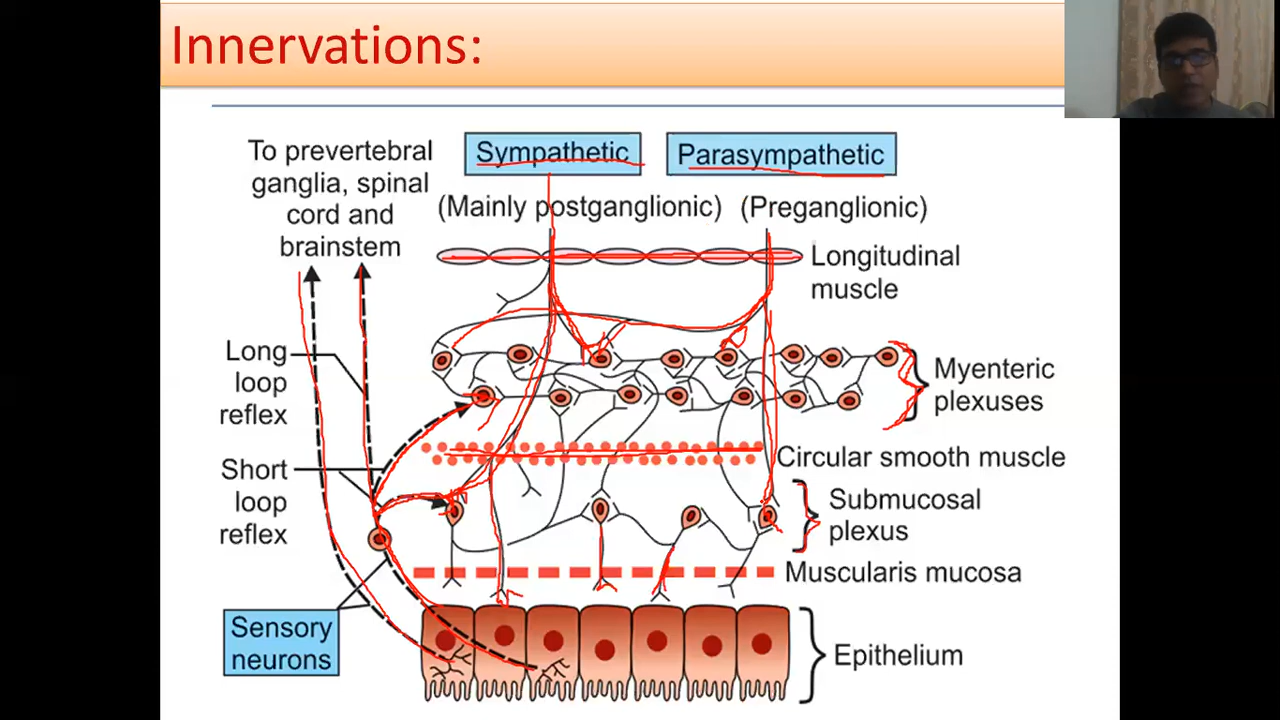 Innervations:
To prevertebral
ganglia, spinal
cord and
brainstem
Sympathetic
(Mainly postganglionic)
Parasympathetic
(Preganglionic)
Longitudinal
muscle
Long
loop
reflex
Myenteric
plexuses
Circular smooth muscle
Short
loop
reflex
Submucosal
plexus
Muscularis mucosa
Sensory
neurons
Epithelium